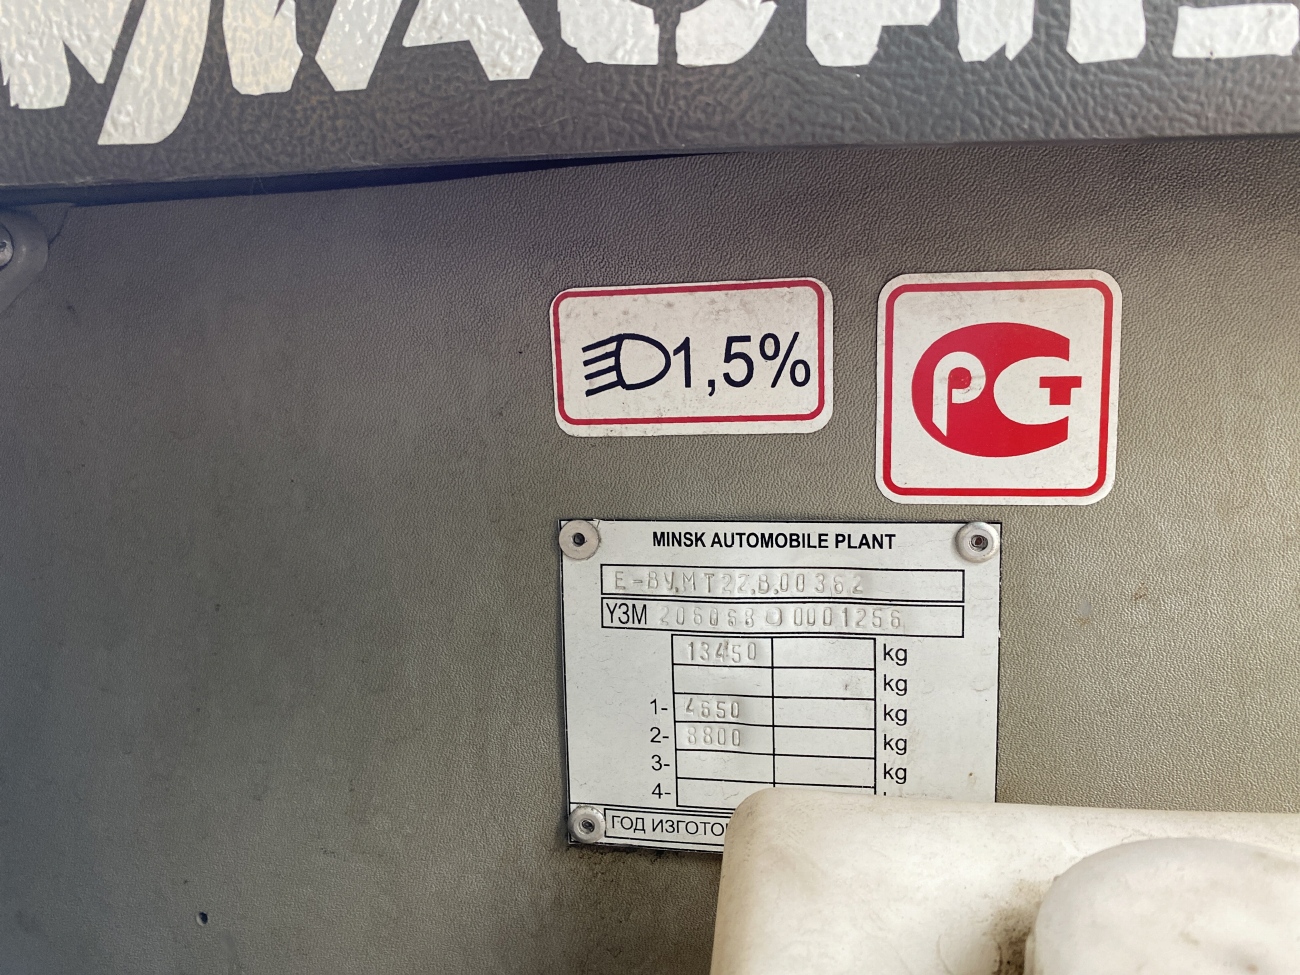 1,5%
РСТ
MINSK AUTOMOBILE PLANT
E-BY.MT22.B.00362
Y3M 206068 0 0001256
13450 kg
kg
1- 4650 kg
2- 8800 kg
3- kg
4-
ГОД ИЗГОТО